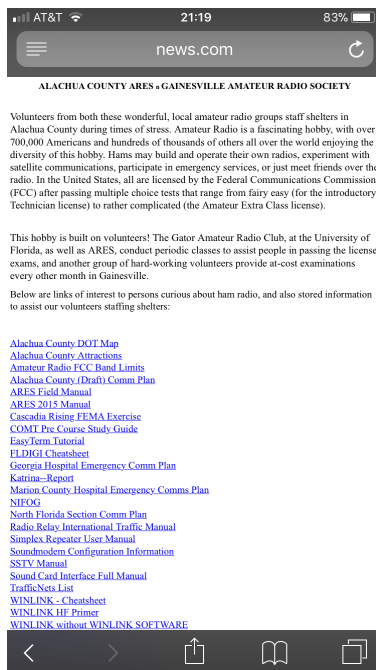 AT&T 21:19 83%
news.com
ALACHUA COUNTY ARES a GAINESVILLE AMATEUR RADIO SOCIETY
Volunteers from both these wonderful, local amateur radio groups staff shelters in
Alachua County during times of stress. Amateur Radio is a fascinating hobby, with over
700,000 Americans and hundreds of thousands of others all over the world enjoying the
diversity of this hobby. Hams may build and operate their own radios, experiment with
satellite communications, participate in emergency services, or just meet friends over the
radio. In the United States, all are licensed by the Federal Communications Commission
(FCC) after passing multiple choice tests that range from fairy easy (for the introductory
Technician license) to rather complicated (the Amateur Extra Class license).
This hobby is built on volunteers! The Gator Amateur Radio Club, at the University of
Florida, as well as ARES, conduct periodic classes to assist people in passing the license
exams, and another group of hard-working volunteers provide at-cost examinations
every other month in Gainesville.
Below are links of interest to persons curious about ham radio, and also stored information
to assist our volunteers staffing shelters:
Alachua County DOT Map
Alachua County Attractions
Amateur Radio FCC Band Limits
Alachua County (Draft) Comm Plan
ARES Field Manual
ARES 2015 Manual
Cascadia Rising FEMA Exercise
COMT Pre Course Study Guide
EasyTerm Tutorial
FLDIGI Cheatsheet
Georgia Hospital Emergency Comm Plan
Katrina--Report
Marion County Hospital Emergency Comms Plan
NIFOG
North Florida Section Comm Plan
Radio Relay International Traffic Manual
Simplex Repeater User Manual
Soundmodem Configuration Information
SSTV Manual
Sound Card Interface Full Manual
TrafficNets List
WINLINK - Cheatsheet
WINLINK HF Primer
WINLINK without WINLINK SOFTWARE